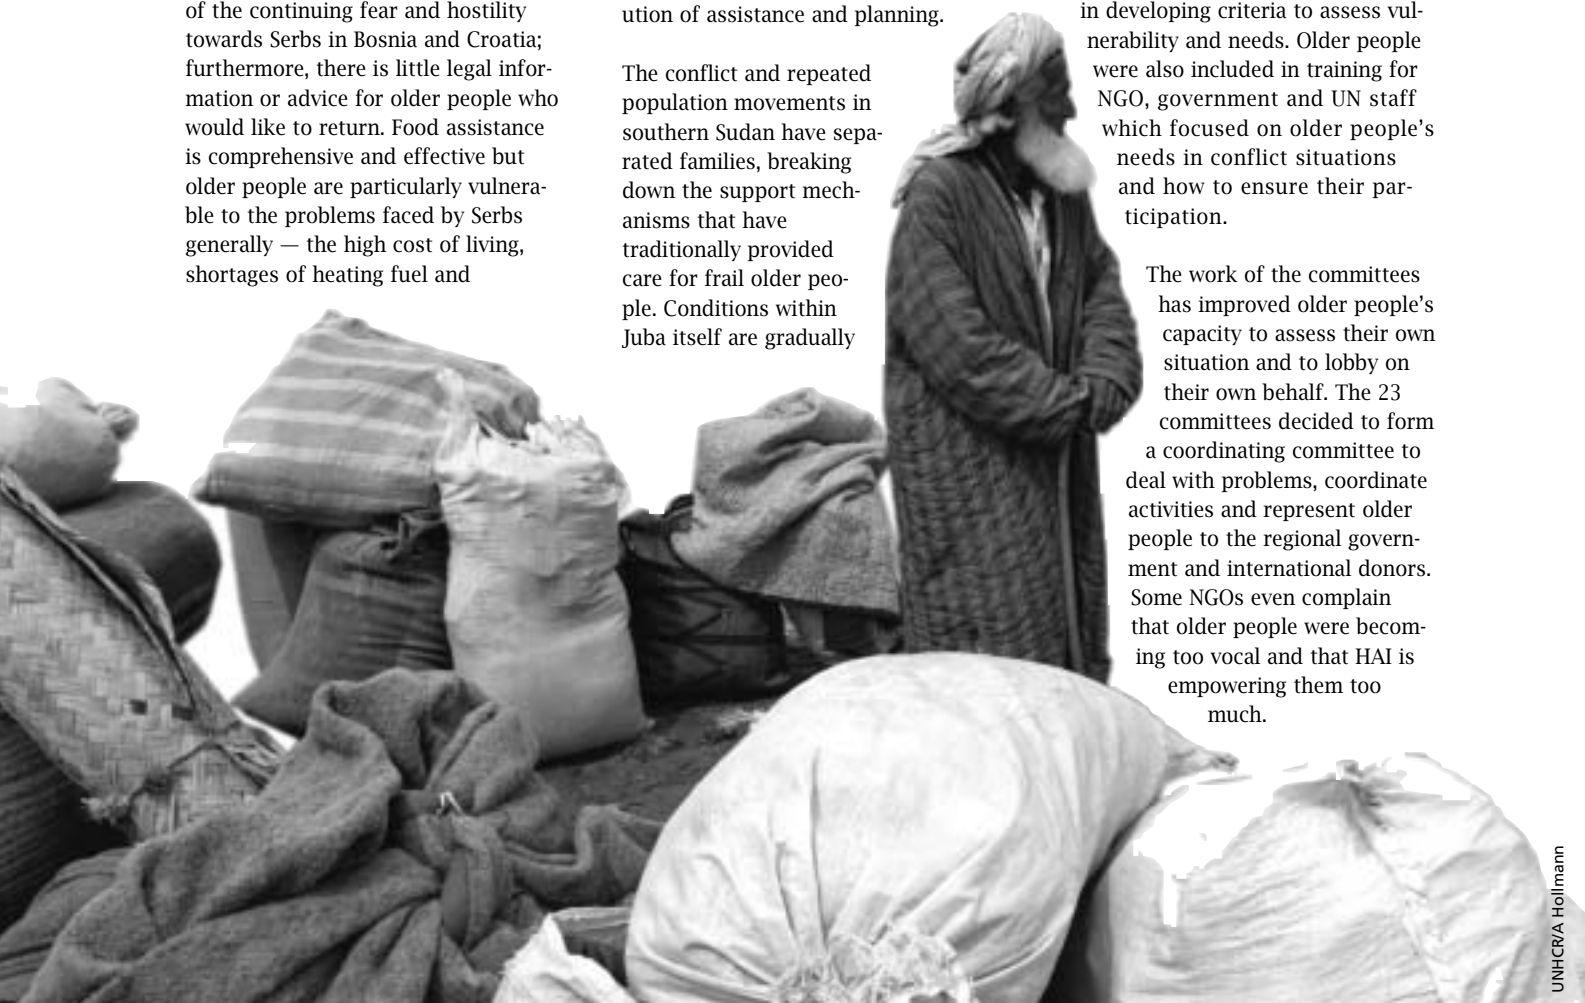 of the continuing fear and hostility
towards Serbs in Bosnia and Croatia;
furthermore, there is little legal infor-
mation or advice for older people who
would like to return. Food assistance
is comprehensive and effective but
older people are particularly vulnera-
ble to the problems faced by Serbs
generally — the high cost of living,
shortages of heating fuel and
ution of assistance and planning.
The conflict and repeated
population movements in
southern Sudan have sepa-
rated families, breaking
down the support mech-
anisms that have
traditionally provided
care for frail older peo-
ple. Conditions within
Juba itself are gradually
in developing criteria to assess vul-
nerability and needs. Older people
were also included in training for
NGO, government and UN staff
which focused on older people’s
needs in conflict situations
and how to ensure their par-
ticipation.
The work of the committees
has improved older people’s
capacity to assess their own
situation and to lobby on
their own behalf. The 23
committees decided to form
a coordinating committee to
deal with problems, coordinate
activities and represent older
people to the regional govern-
ment and international donors.
Some NGOs even complain
that older people were becom-
ing too vocal and that HAI is
empowering them too
much.
UNHCR/A Hollmann